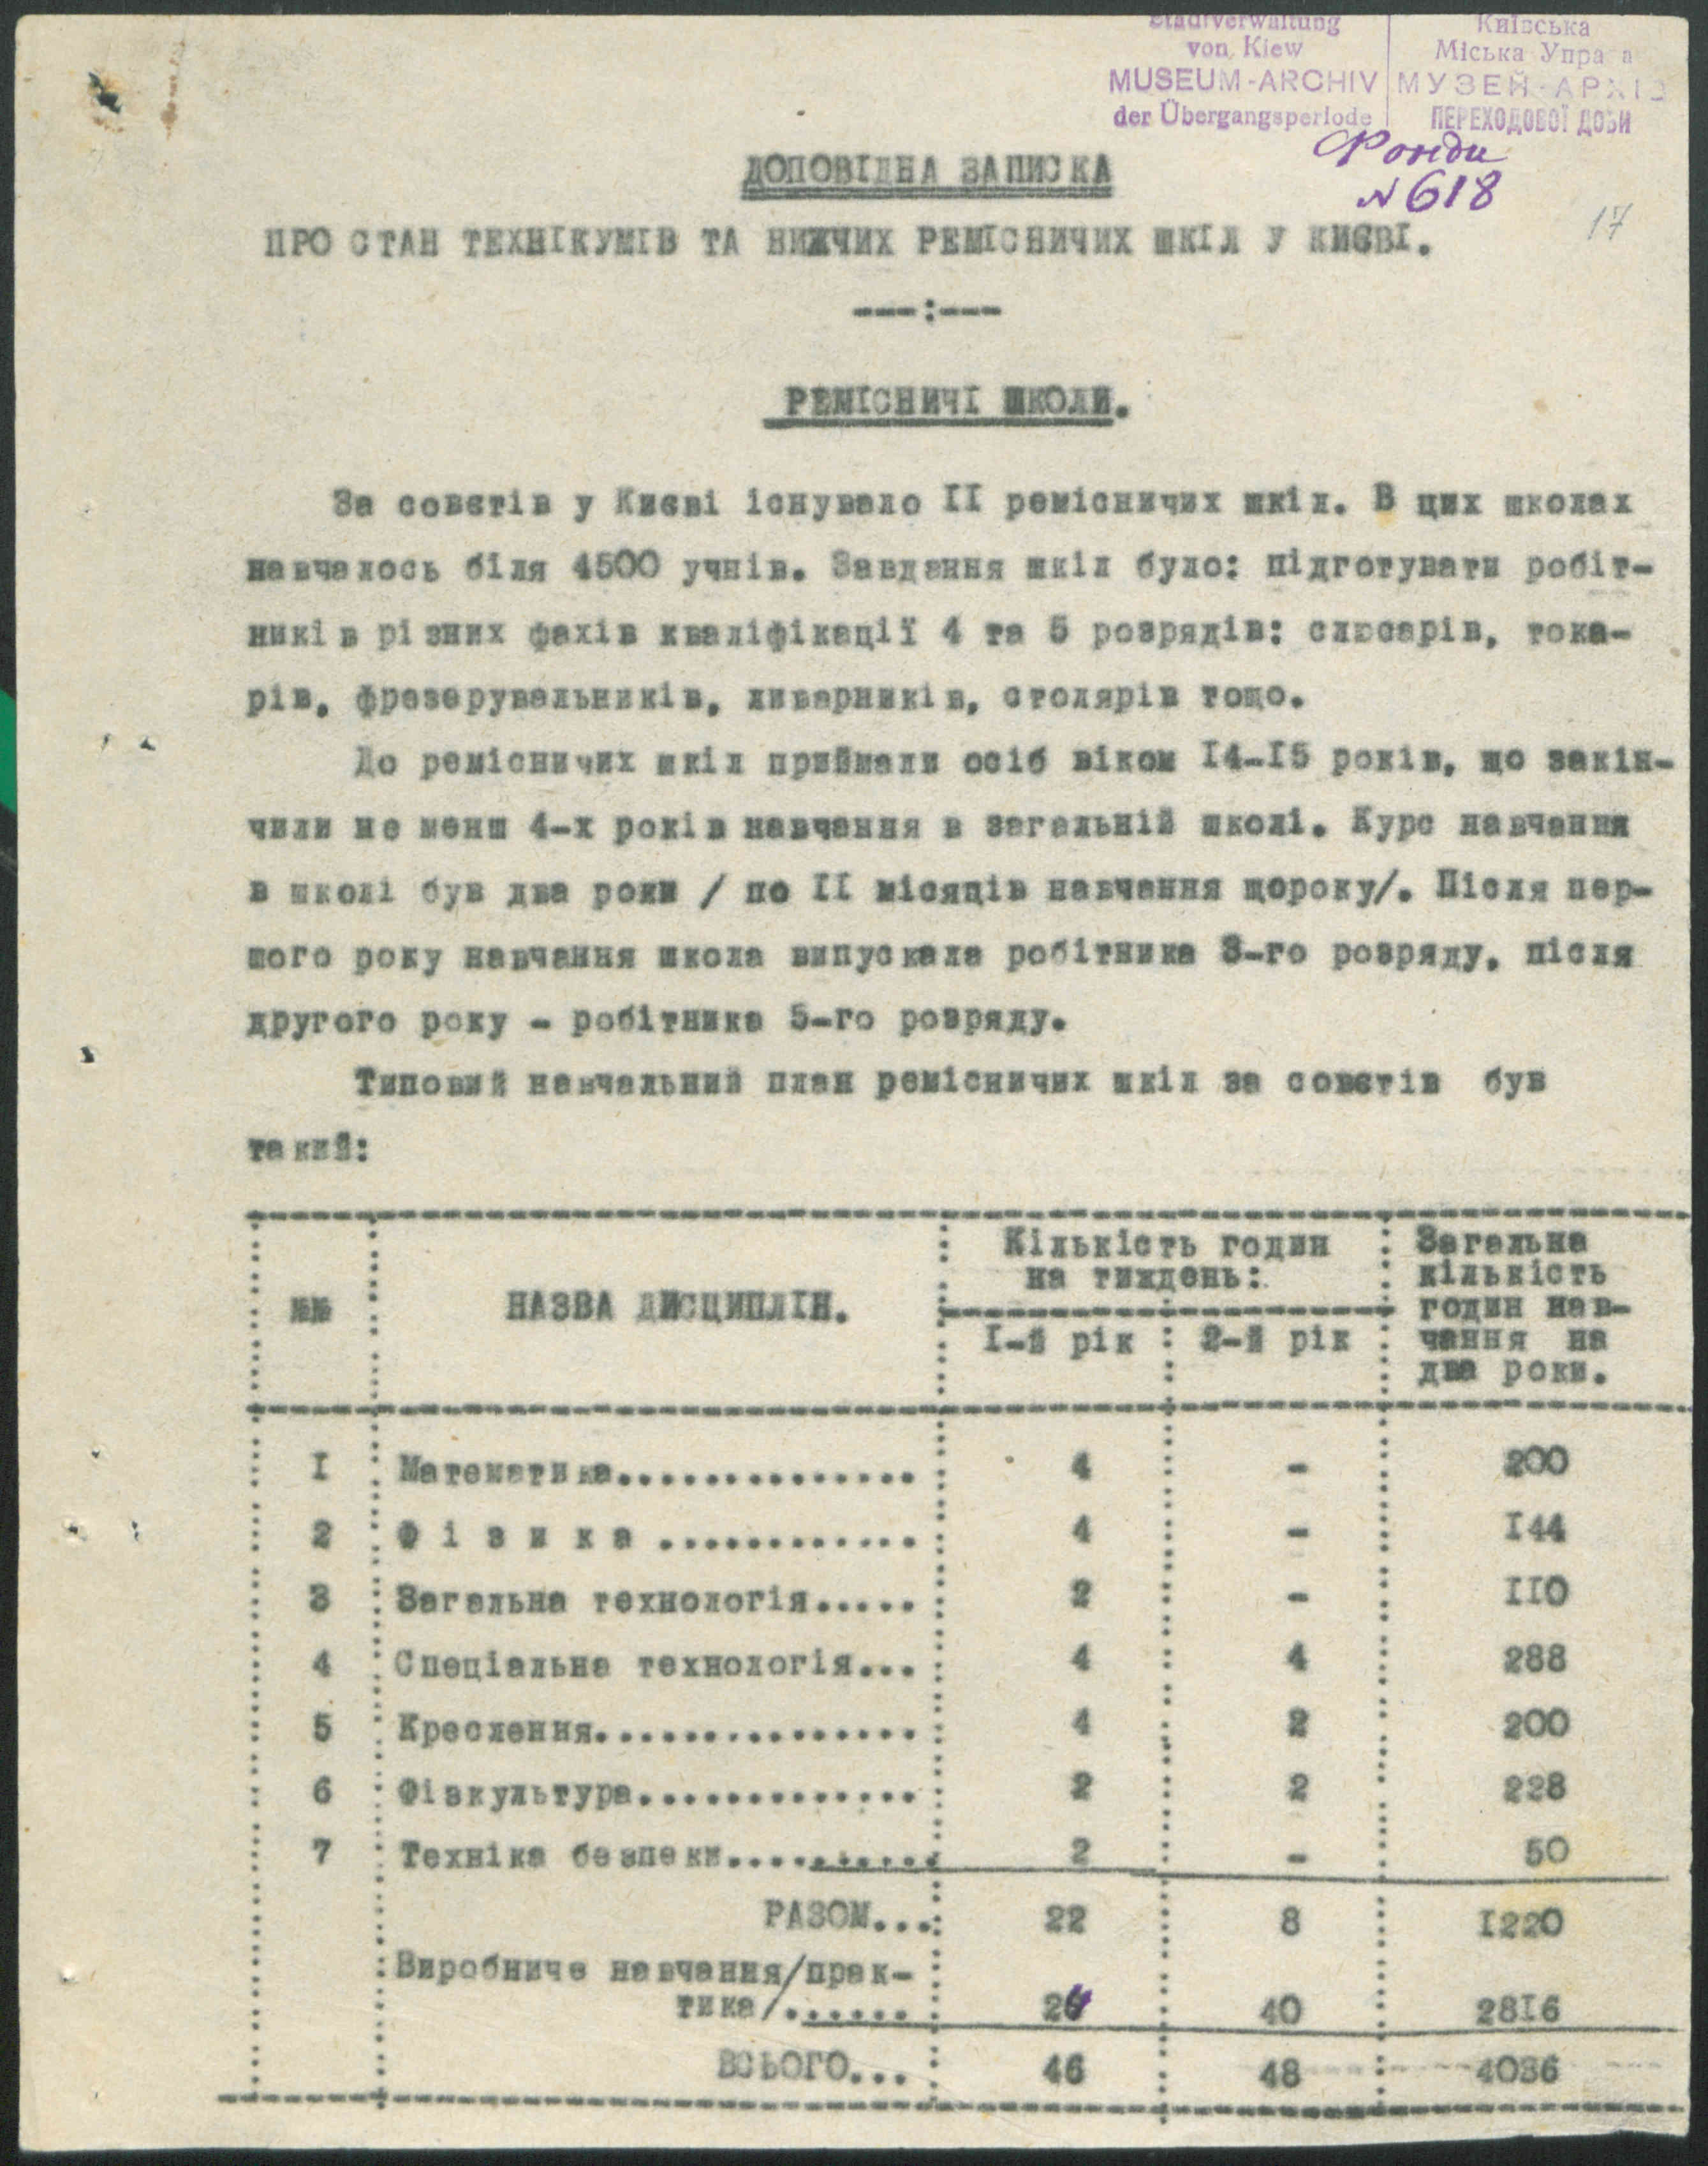 Stadtverwaltung
von Kiew
MUSEUM-ARCHIV
der Übergangsperiode
Київська
Міська Управа
МУЗЕЙ-АРХІВ
ПЕРЕХОДОВОЇ ДОБИ
Фонди
№618
17
ДОПОВІДНА ЗАПИСКА
ПРО СТАН ТЕХНІКУМІВ ТА НИЖЧИХ РЕМІСНИЧИХ ШКІЛ У КИЄВІ.
---:---
РЕМІСНИЧІ ШКОЛИ.
За совєтів у Києві існувало II ремісничих шкіл. В цих школах
навчалось біля 4500 учнів. Завдання шкіл було: підготувати робіт-
ників різних фахів кваліфікації 4 та 5 розрядів: слюсарів, тока-
рів, фрезерувальників, ливарників, столярів тощо.
До ремісничих шкіл приймали осіб віком I4-I5 років, що закін-
чили не менш 4-х років навчання в загальній школі. Курс навчання
в школі був два роки / по II місяців навчання щороку/. Після пер-
шого року навчання школа випускала робітника 3-го розряду, після
другого року - робітника 5-го розряду.
Типовий навчальний план ремісничих шкіл за совєтів був
такий:
№№ НАЗВА ДИСЦИПЛІН. Кількість годин на тиждень: Загальна кількість годин нав- чання на два роки.
I-й рік 2-й рік
I Математика............... 4 - 200
2 Ф і з и к а ............ 4 - I44
3 Загальна технологія..... 2 - II0
4 Спеціальна технологія... 4 4 288
5 Креслення............... 4 2 200
6 Фізкультура............. 2 2 228
7 Техніка безпеки.......... 2 - 50
РАЗОМ... 22 8 I220
Виробниче навчання/прак-
тика/...... 24 40 28I6
ВСЬОГО... 46 48 4036